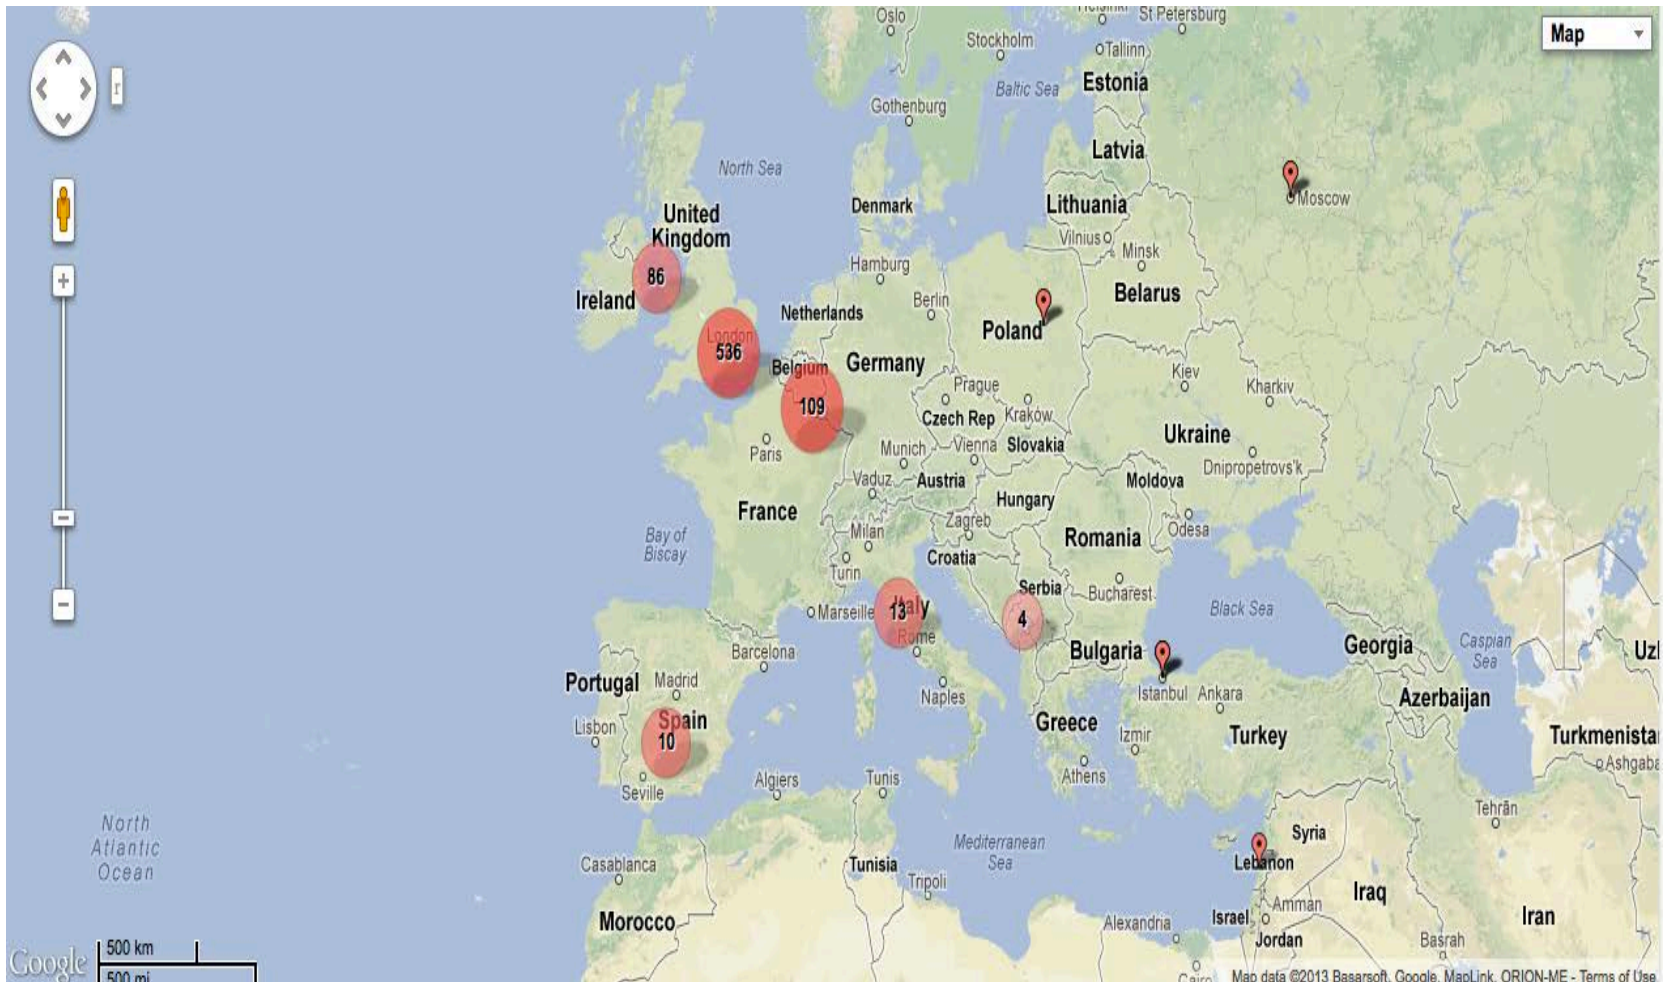 Oslo
Helsinki
St Petersburg
Map
Stockholm
Tallinn
Estonia
Baltic Sea
Gothenburg
r
Latvia
North Sea
Moscow
Denmark
Lithuania
United
Kingdom
Vilnius
Minsk
Hamburg
86
Belarus
Ireland
Berlin
Netherlands
Poland
London
536
Belgium
Germany
Kiev
Prague
Kharkiv
109
Czech Rep
Kraków
Ukraine
Paris
Munich
Vienna
Slovakia
Dnipropetrovs'k
Vaduz
Austria
Moldova
Hungary
France
Zagreb
Odesa
Milan
Bay of
Biscay
Romania
Croatia
Turin
Serbia
Bucharest
Marseille
13
Italy
4
Black Sea
Rome
Georgia
Caspian
Sea
Uzl
Barcelona
Bulgaria
Portugal
Madrid
Istanbul
Ankara
Azerbaijan
Naples
Spain
Lisbon
10
Greece
Izmir
Turkey
Turkmenista
Ashgaba
Athens
Algiers
Tunis
Seville
Tehrān
North
Atlantic
Ocean
Mediterranean
Sea
Syria
Casablanca
Tunisia
Lebanon
Tripoli
Iraq
Amman
Morocco
Alexandria
Israel
Iran
Jordan
Basrah
Google
500 km
500 mi
Cairo
Map data ©2013 Basarsoft, Google, MapLink, ORION-ME - Terms of Use